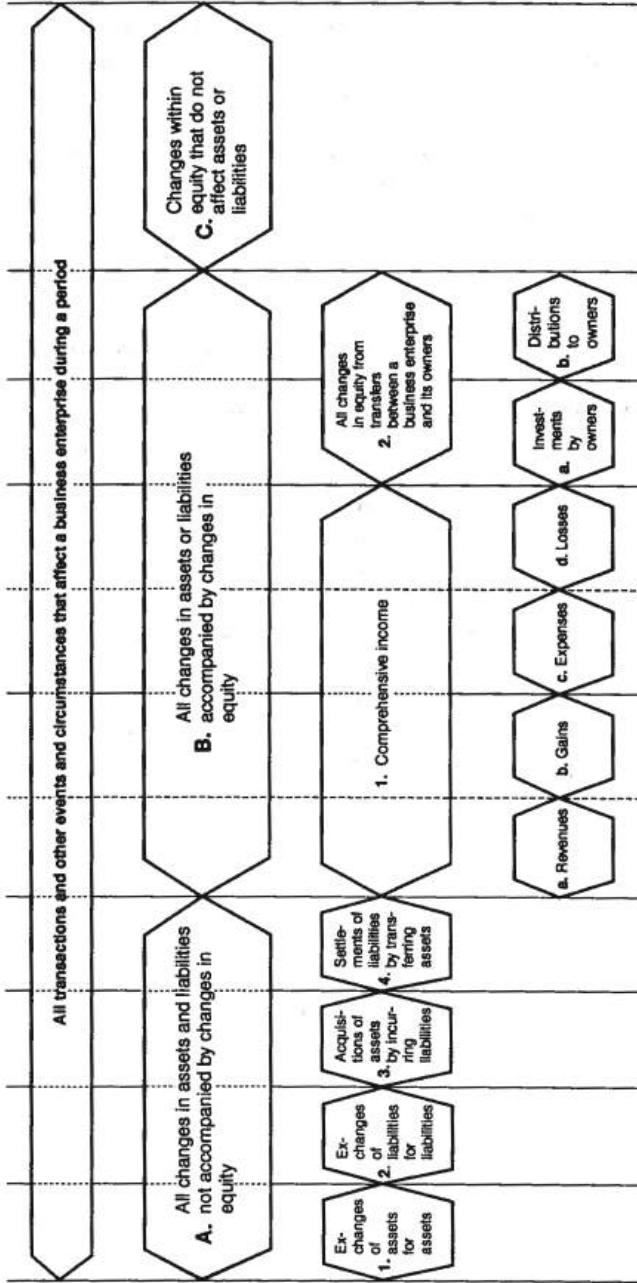 All transactions and other events and circumstances that affect a business enterprise during a period
All changes in assets and liabilities
A. not accompanied by changes in
equity
All changes in assets or liabilities
B. accompanied by changes in
equity
Changes within
equity that do not
C. affect assets or
liabilities
Ex-
changes
of
1. assets
for
assets
Ex-
changes
of
2. liabilities
for
liabilities
Acquisi-
tions of
assets
3. by incur-
ring
liabilities
Settle-
ments of
liabilities
4. by trans-
ferring
assets
1. Comprehensive income
All changes
in equity from
transfers
2. between a
business enterprise
and its owners
a. Revenues
b. Gains
c. Expenses
d. Losses
Invest-
ments
a. by
owners
Distri-
butions
b. to
owners